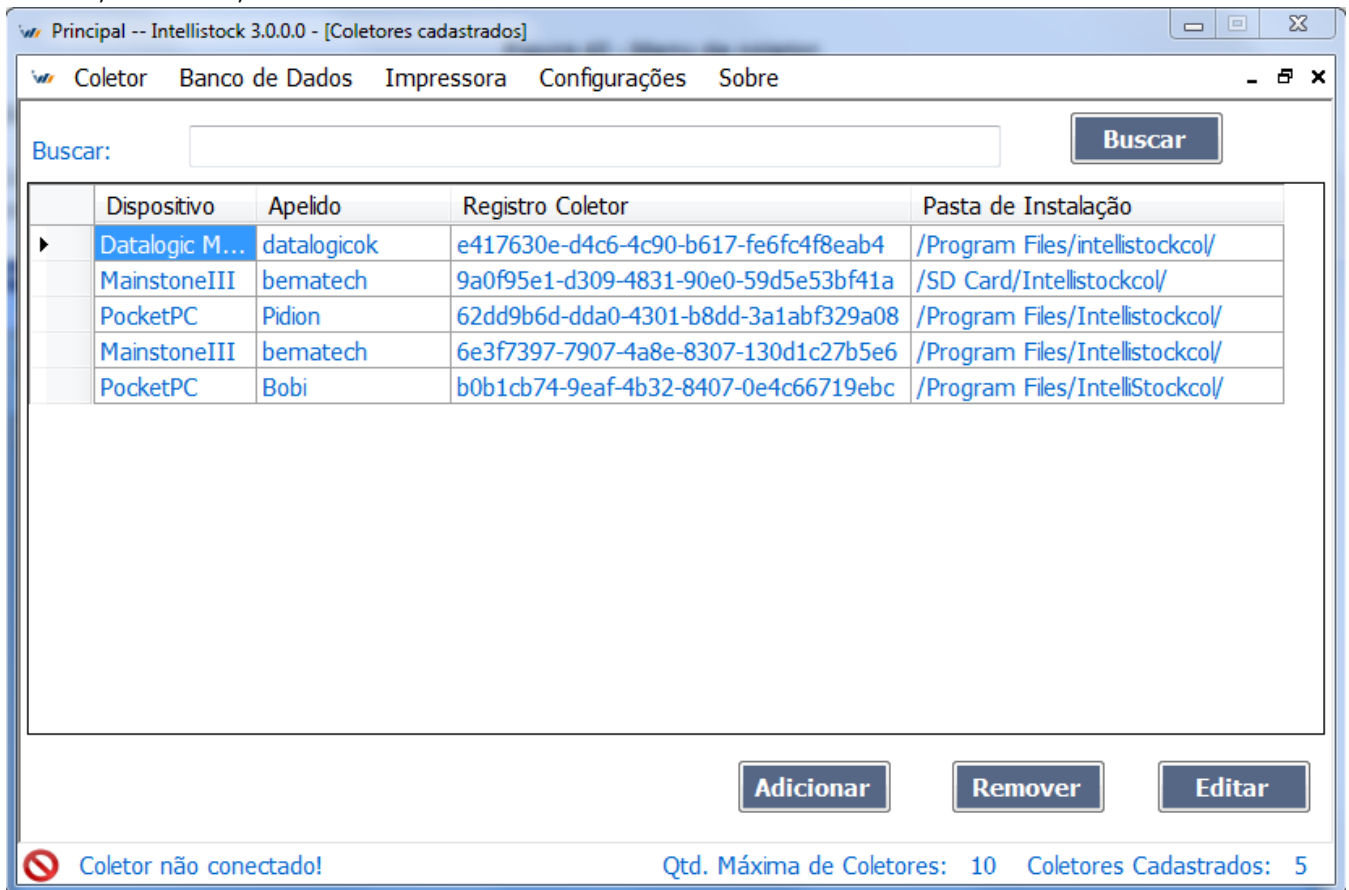 Principal -- Intellistock 3.0.0.0 - [Coletores cadastrados]
Coletor Banco de Dados Impressora Configurações Sobre
Buscar: Buscar
Dispositivo Apelido Registro Coletor Pasta de Instalação
Datalogic M... datalogicok e417630e-d4c6-4c90-b617-fe6fc4f8eab4 /Program Files/intellistockcol/
MainstoneIII bematech 9a0f95e1-d309-4831-90e0-59d5e53bf41a /SD Card/Intellistockcol/
PocketPC Pidion 62dd9b6d-dda0-4301-b8dd-3a1abf329a08 /Program Files/Intellistockcol/
MainstoneIII bematech 6e3f7397-7907-4a8e-8307-130d1c27b5e6 /Program Files/Intellistockcol/
PocketPC Bobi b0b1cb74-9eaf-4b32-8407-0e4c66719ebc /Program Files/IntelliStockcol/
Adicionar Remover Editar
Coletor não conectado! Qtd. Máxima de Coletores: 10 Coletores Cadastrados: 5